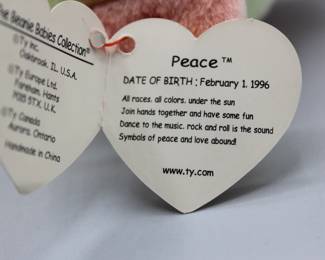 The Beanie Babies Collection®
©Ty Inc.
Oakbrook, IL. U.S.A.
©Ty Europe Ltd.
Fareham, Hants
©Ty Canada
Aurora, Ontario
Handmade in China
Peace™
DATE OF BIRTH : February 1, 1996
All races, all colors, under the sun
Join hands together and have some fun
Dance to the music, rock and roll is the sound
Symbols of peace and love abound!
www.ty.com